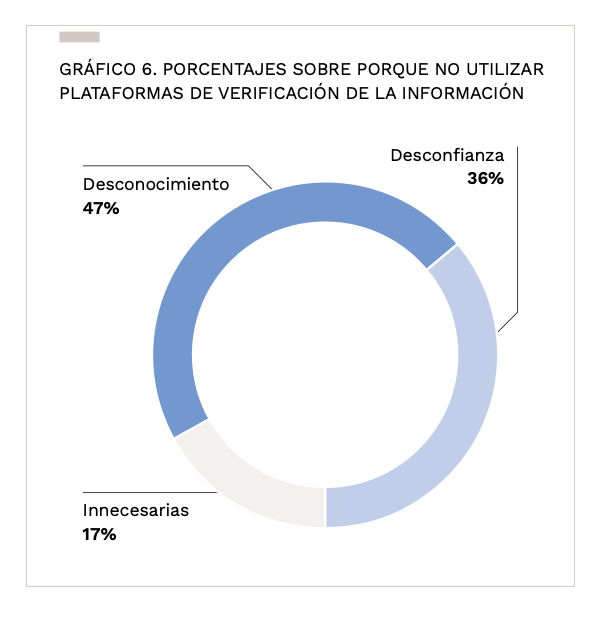 GRÁFICO 6. PORCENTAJES SOBRE PORQUE NO UTILIZAR
PLATAFORMAS DE VERIFICACIÓN DE LA INFORMACIÓN
Desconfianza
36%
Desconocimiento
47%
Innecesarias
17%